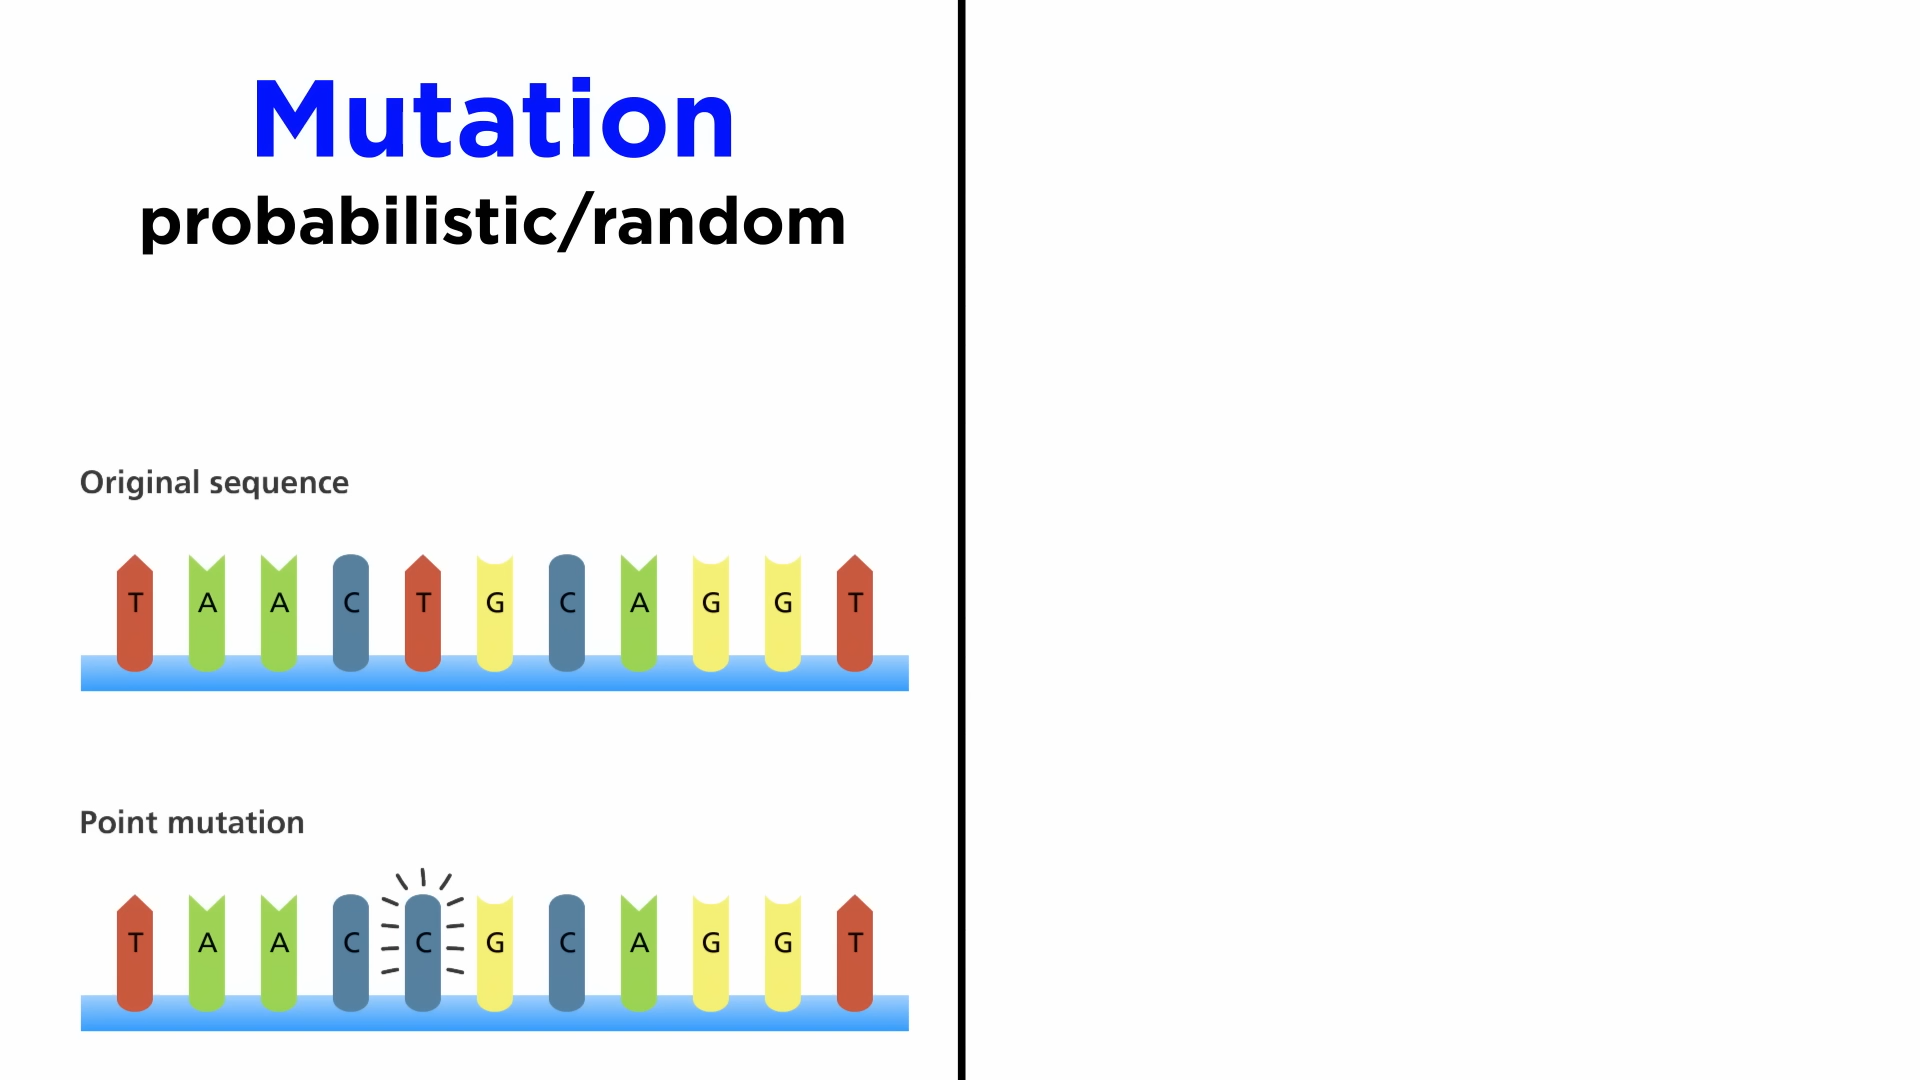 Mutation
probabilistic/random
Original sequence
T A A C T G C A G G T
Point mutation
T A A C C G C A G G T